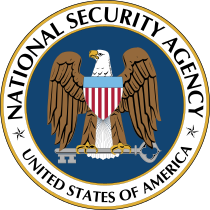 NATIONAL SECURITY AGENCY
UNITED STATES OF AMERICA